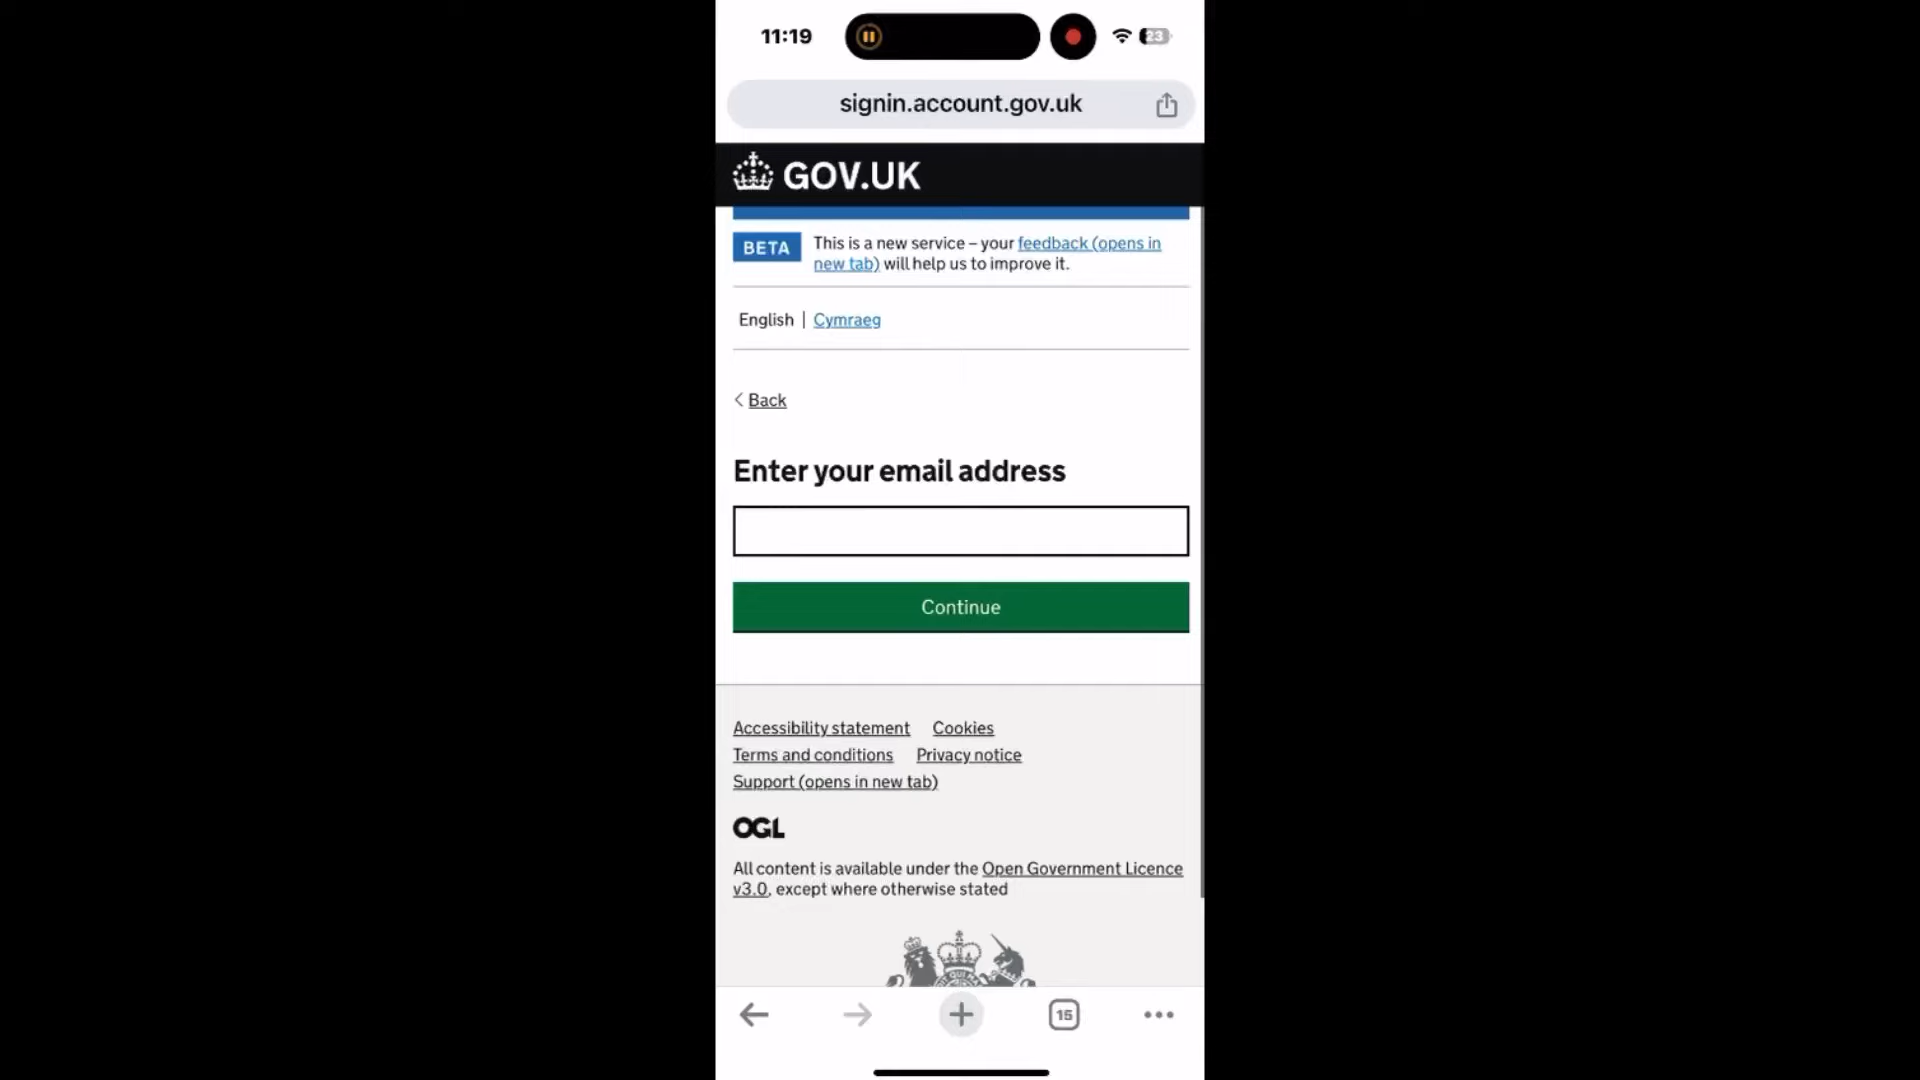 11:19
23
signin.account.gov.uk
GOV.UK
BETA
This is a new service – your feedback (opens in
new tab) will help us to improve it.
English | Cymraeg
Back
Enter your email address
Continue
Accessibility statement Cookies
Terms and conditions Privacy notice
Support (opens in new tab)
OGL
All content is available under the Open Government Licence
v3.0, except where otherwise stated
15